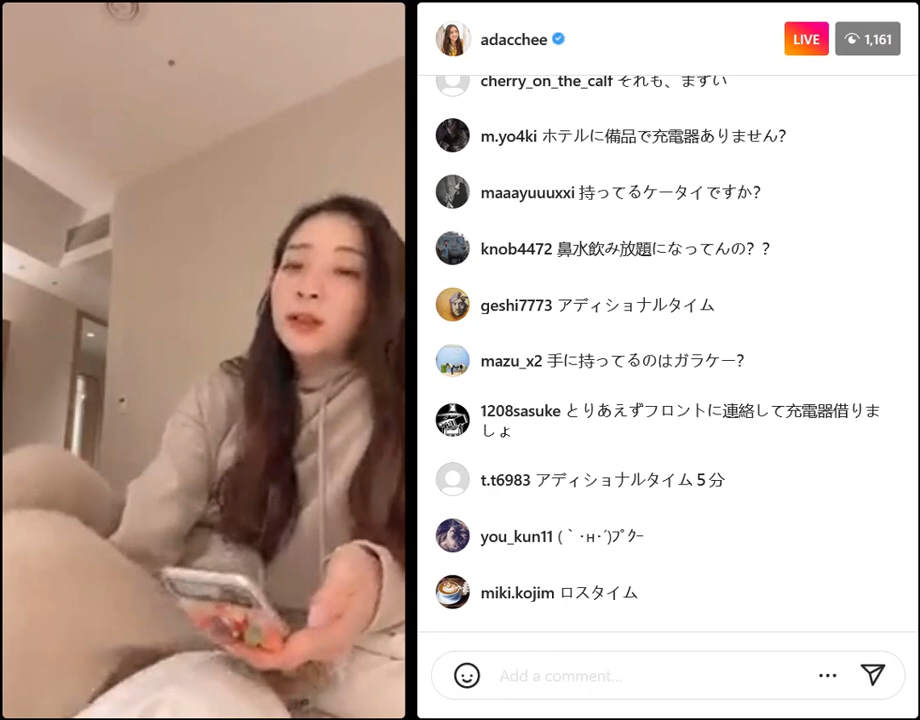 adacchee
LIVE
1,161
cherry_on_the_calf それも、まずい
m.yo4ki ホテルに備品で充電器ありません?
maaayuuuxxi 持ってるケータイですか?
knob4472 鼻水飲み放題になってんの？？
geshi7773 アディショナルタイム
mazu_x2 手に持ってるのはガラケー?
1208sasuke とりあえずフロントに連絡して充電器借りま
しょ
t.t6983 アディショナルタイム 5 分
you_kun11 (｀･н･´)ﾌﾟｸｰ
miki.kojim ロスタイム
Add a comment...